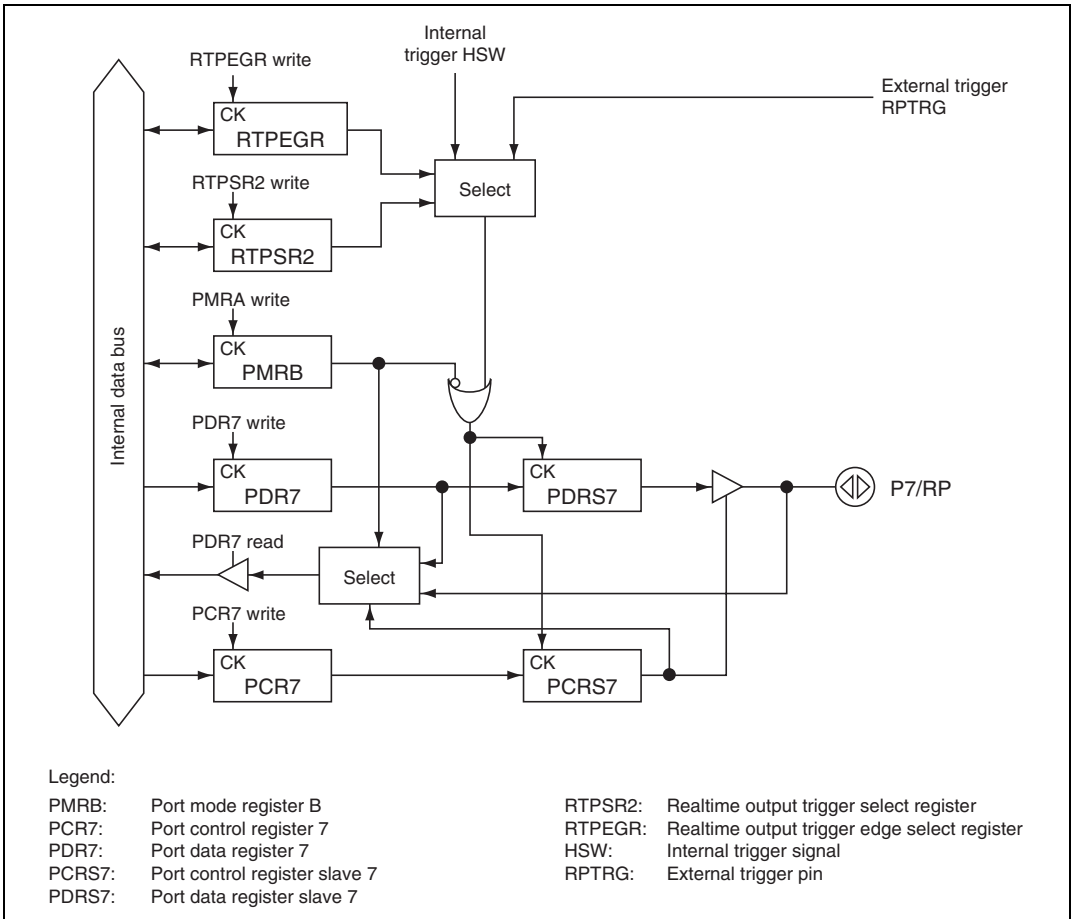 Internal
trigger HSW
RTPEGR write
External trigger
RPTRG
CK
RTPEGR
Select
RTPSR2 write
CK
RTPSR2
PMRA write
CK
PMRB
Internal data bus
PDR7 write
CK
PDR7
CK
PDRS7
P7/RP
PDR7 read
Select
PCR7 write
CK
PCR7
CK
PCRS7
Legend:
PMRB: Port mode register B
PCR7: Port control register 7
PDR7: Port data register 7
PCRS7: Port control register slave 7
PDRS7: Port data register slave 7
RTPSR2: Realtime output trigger select register
RTPEGR: Realtime output trigger edge select register
HSW: Internal trigger signal
RPTRG: External trigger pin